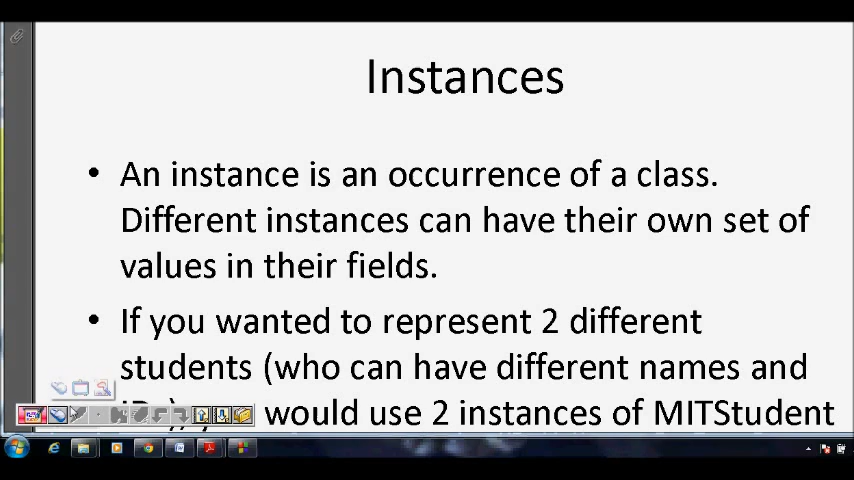 Instances
• An instance is an occurrence of a class.
Different instances can have their own set of
values in their fields.
• If you wanted to represent 2 different
students (who can have different names and
would use 2 instances of MITStudent